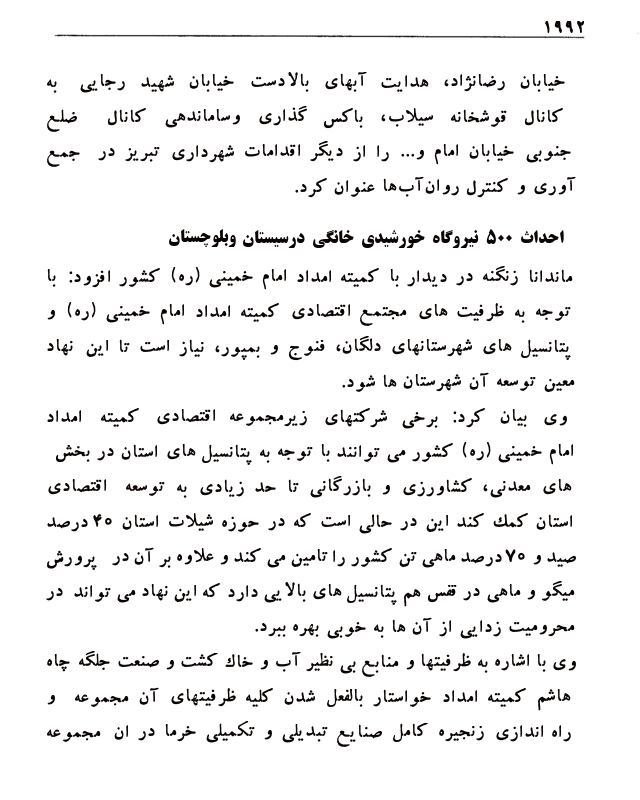 ۱۹۹۲
خیابان رضانژاد، هدایت آبهای بالادست خیابان شهید رجایی به
کانال قوشخانه سیلاب، باکس گذاری وساماندهی کانال ضلع
جنوبی خیابان امام و... را از دیگر اقدامات شهرداری تبریز در جمع
آوری و کنترل روان‌آب‌ها عنوان کرد.
احداث ۵۰۰ نیروگاه خورشیدی خانگی درسیستان وبلوچستان
ماندانا زنگنه در دیدار با کمیته امداد امام خمینی (ره) کشور افزود: با
توجه به ظرفیت های مجتمع اقتصادی کمیته امداد امام خمینی (ره) و
پتانسیل های شهرستانهای دلگان، فنوج و بمپور، نیاز است تا این نهاد
معین توسعه آن شهرستان ها شود.
وی بیان کرد: برخی شرکتهای زیرمجموعه اقتصادی کمیته امداد
امام خمینی (ره) کشور می توانند با توجه به پتانسیل های استان در بخش
های معدنی، کشاورزی و بازرگانی تا حد زیادی به توسعه اقتصادی
استان کمک کند این در حالی است که در حوزه شیلات استان ۴۰درصد
صید و ۷۰درصد ماهی تن کشور را تامین می کند و علاوه بر آن در پرورش
میگو و ماهی در قفس هم پتانسیل های بالایی دارد که این نهاد می تواند در
محرومیت زدایی از آن ها به خوبی بهره ببرد.
وی با اشاره به ظرفیتها و منابع بی نظیر آب و خاک کشت و صنعت جلگه چاه
هاشم کمیته امداد خواستار بالفعل شدن کلیه ظرفیتهای آن مجموعه و
راه اندازی زنجیره کامل صنایع تبدیلی و تکمیلی خرما در ان مجموعه